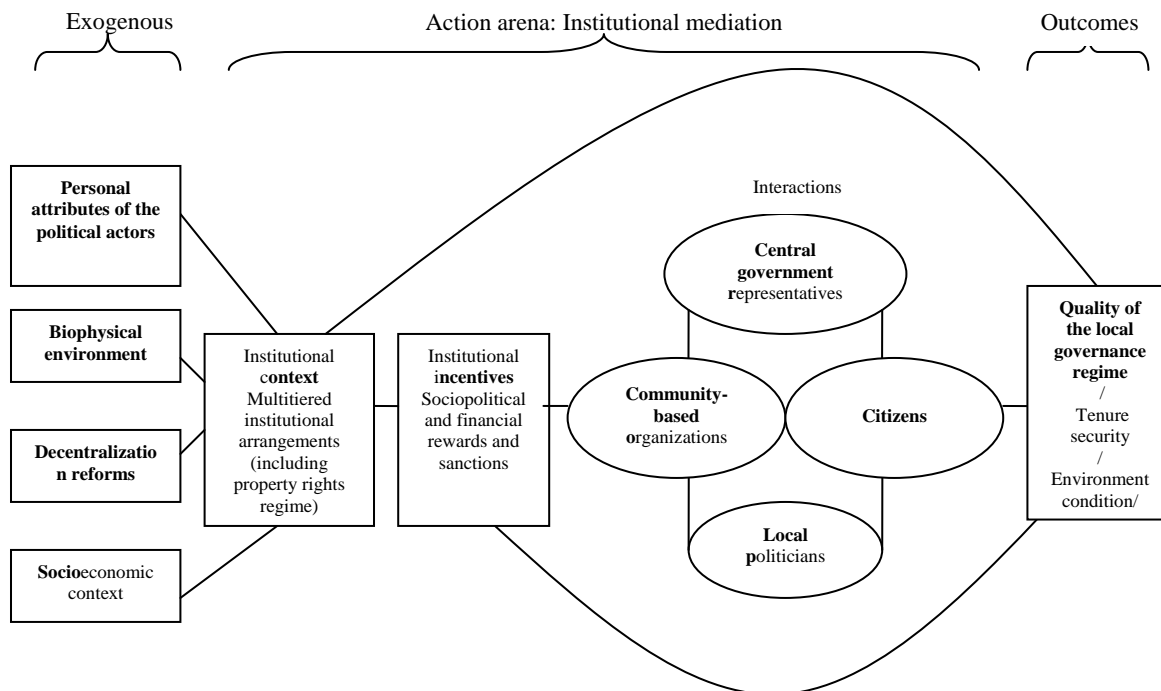 Exogenous
Action arena: Institutional mediation
Outcomes
Personal
attributes of the
political actors
Biophysical
environment
Decentralizatio
n reforms
Socioeconomic
context
Institutional
context
Multitiered
institutional
arrangements
(including
property rights
regime)
Institutional
incentives
Sociopolitical
and financial
rewards and
sanctions
Interactions
Central
government
representatives
Community-
based
organizations
Citizens
Local
politicians
Quality of
the local
governance
regime
/
Tenure
security
/
Environment
condition/